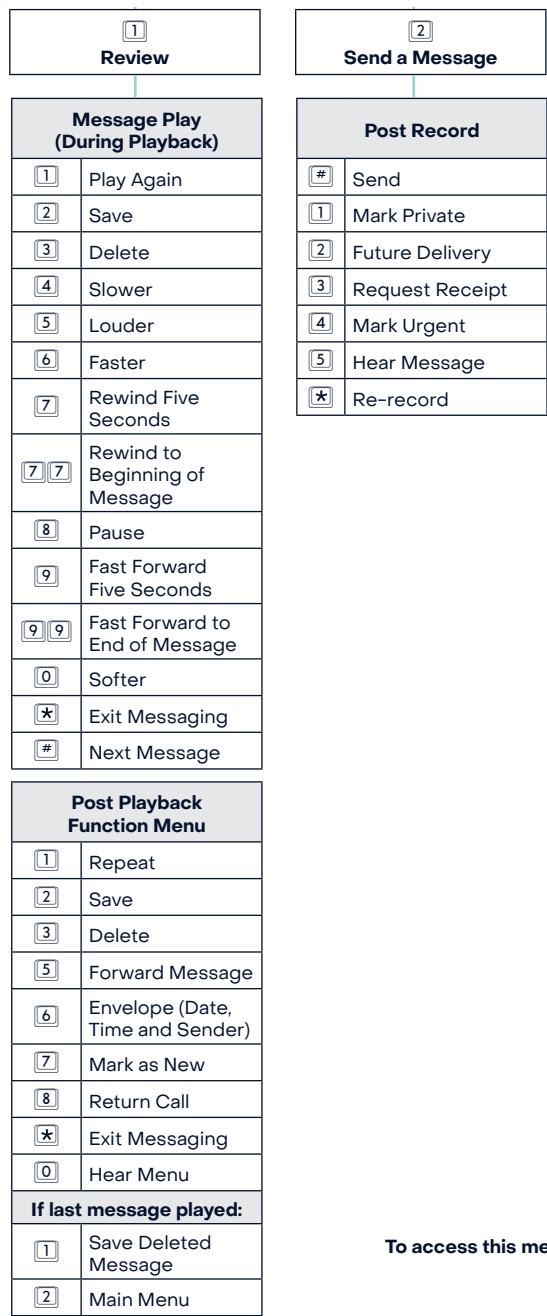 1
Review
Message Play
(During Playback)
1 Play Again
2 Save
3 Delete
4 Slower
5 Louder
6 Faster
7 Rewind Five
Seconds
7 7 Rewind to
Beginning of
Message
8 Pause
9 Fast Forward
Five Seconds
9 9 Fast Forward to
End of Message
0 Softer
* Exit Messaging
# Next Message
Post Playback
Function Menu
1 Repeat
2 Save
3 Delete
5 Forward Message
6 Envelope (Date,
Time and Sender)
7 Mark as New
8 Return Call
* Exit Messaging
0 Hear Menu
If last message played:
1 Save Deleted
Message
2 Main Menu
2
Send a Message
Post Record
# Send
1 Mark Private
2 Future Delivery
3 Request Receipt
4 Mark Urgent
5 Hear Message
* Re-record
To access this me